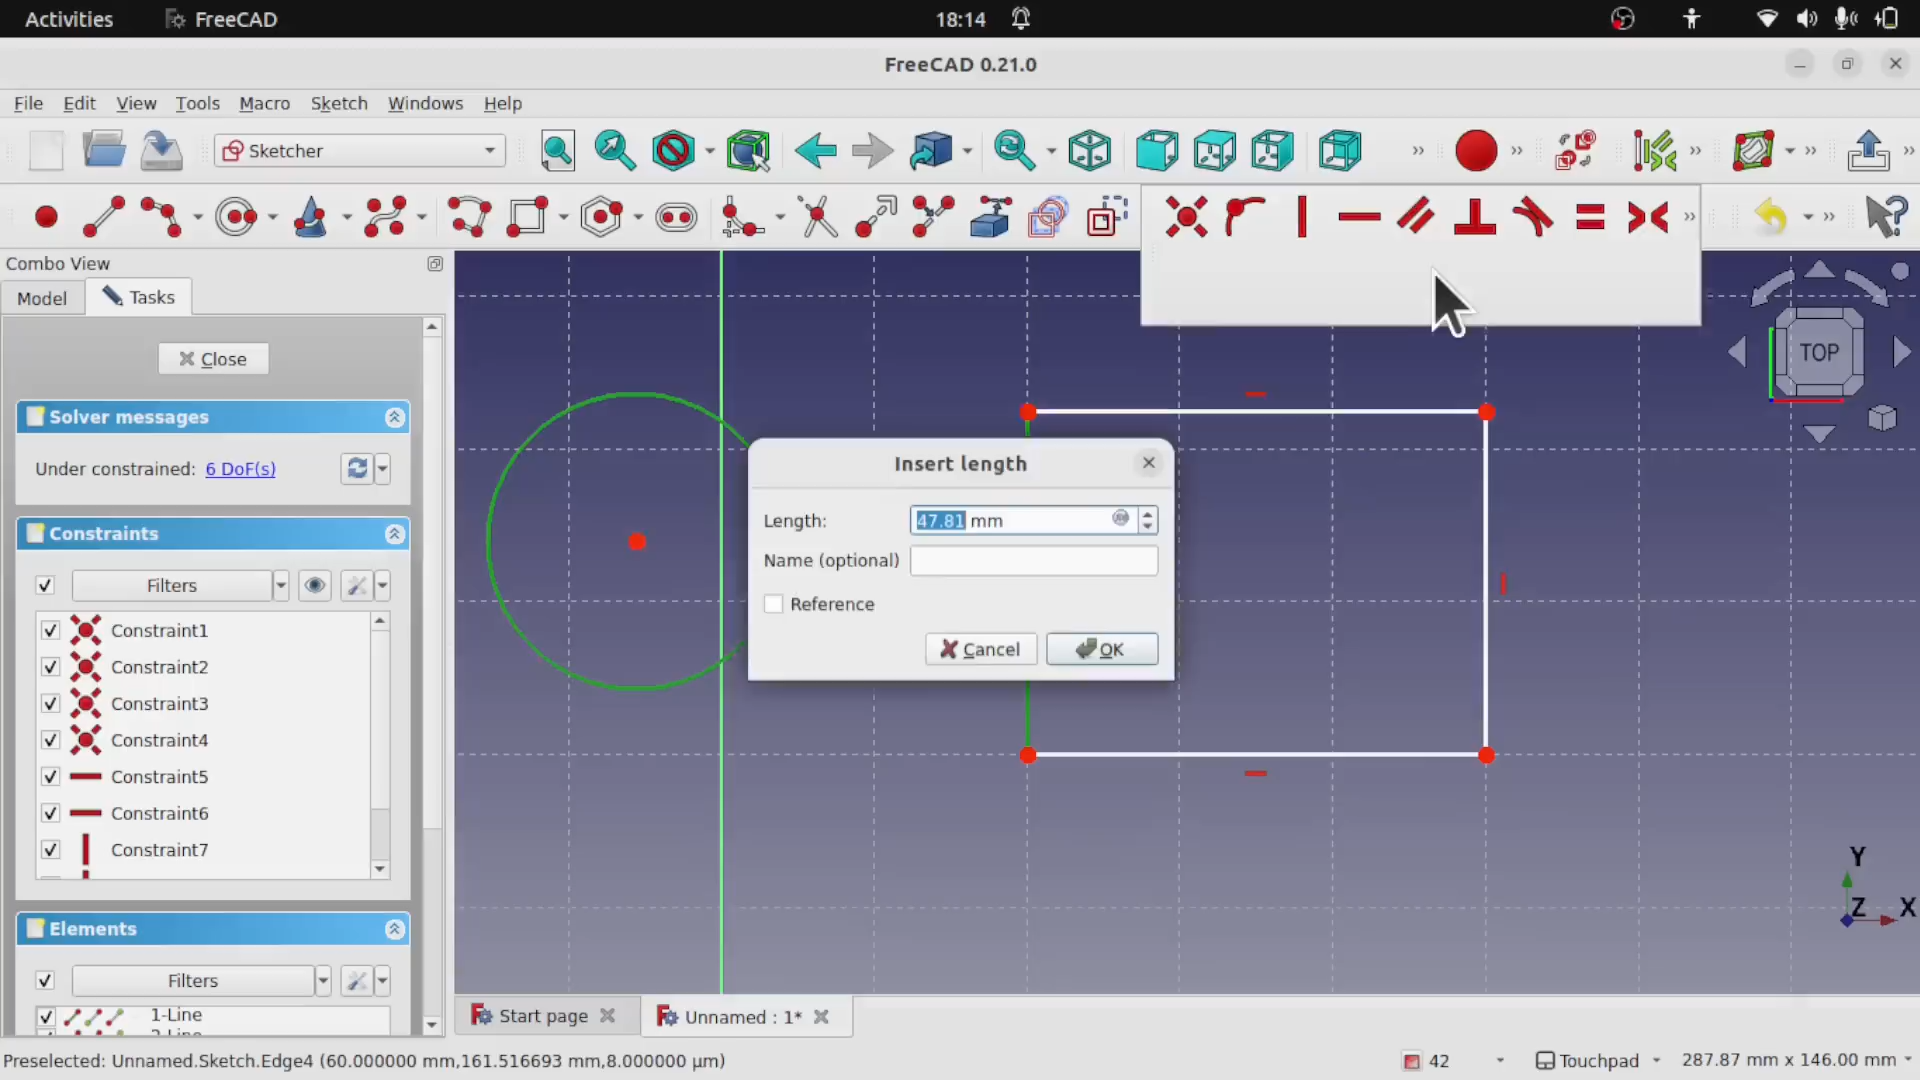 Activities FreeCAD 18:14
FreeCAD 0.21.0
File Edit View Tools Macro Sketch Windows Help
Sketcher
Combo View
Model Tasks
Close
Solver messages
Under constrained: 6 DoF(s)
Constraints
Filters
Constraint1
Constraint2
Constraint3
Constraint4
Constraint5
Constraint6
Constraint7
Elements
Filters
1-Line
2-Line
Insert length
Length: 47.81 mm
Name (optional)
Reference
Cancel OK
TOP
Y
Z X
Start page Unnamed : 1*
Preselected: Unnamed.Sketch.Edge4 (60.000000 mm,161.516693 mm,8.000000 µm) 42 Touchpad 287.87 mm x 146.00 mm